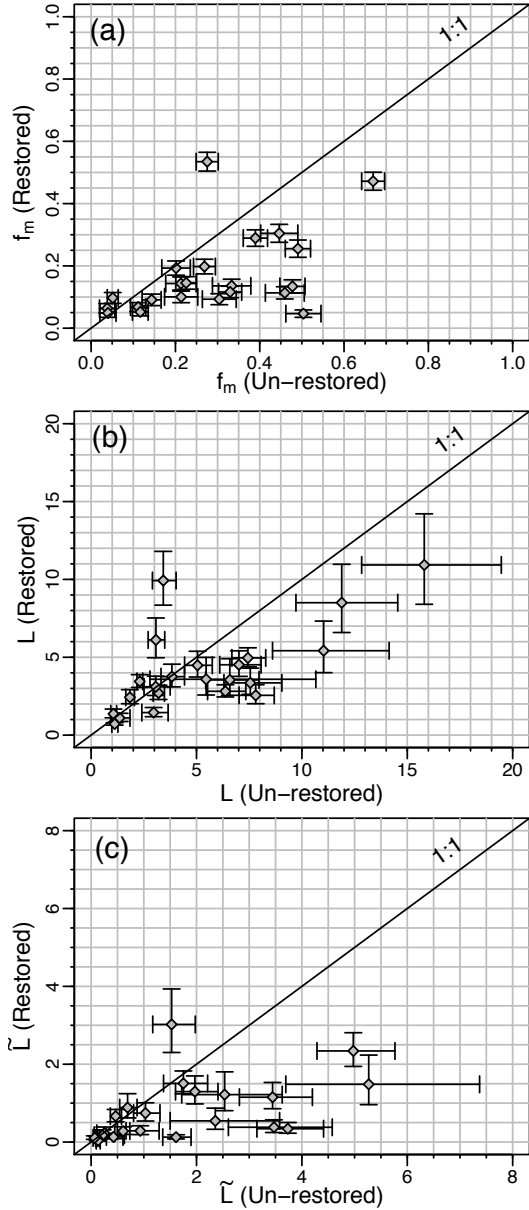 (a)
1:1
f_m (Restored)
0.0 0.2 0.4 0.6 0.8 1.0
0.0 0.2 0.4 0.6 0.8 1.0
f_m (Un−restored)
(b)
1:1
L (Restored)
0 5 10 15 20
0 5 10 15 20
L (Un−restored)
(c)
1:1
L̃ (Restored)
0 2 4 6 8
0 2 4 6 8
L̃ (Un−restored)